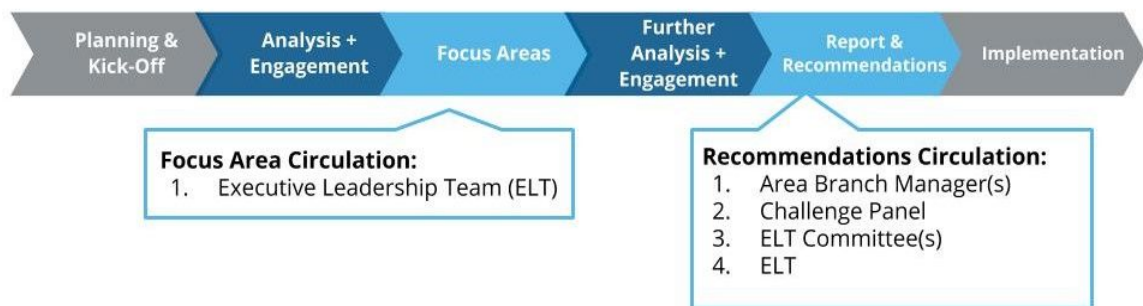 Planning &
Kick-Off
Analysis +
Engagement
Focus Areas
Further
Analysis +
Engagement
Report &
Recommendations
Implementation
Focus Area Circulation:
1. Executive Leadership Team (ELT)
Recommendations Circulation:
1. Area Branch Manager(s)
2. Challenge Panel
3. ELT Committee(s)
4. ELT